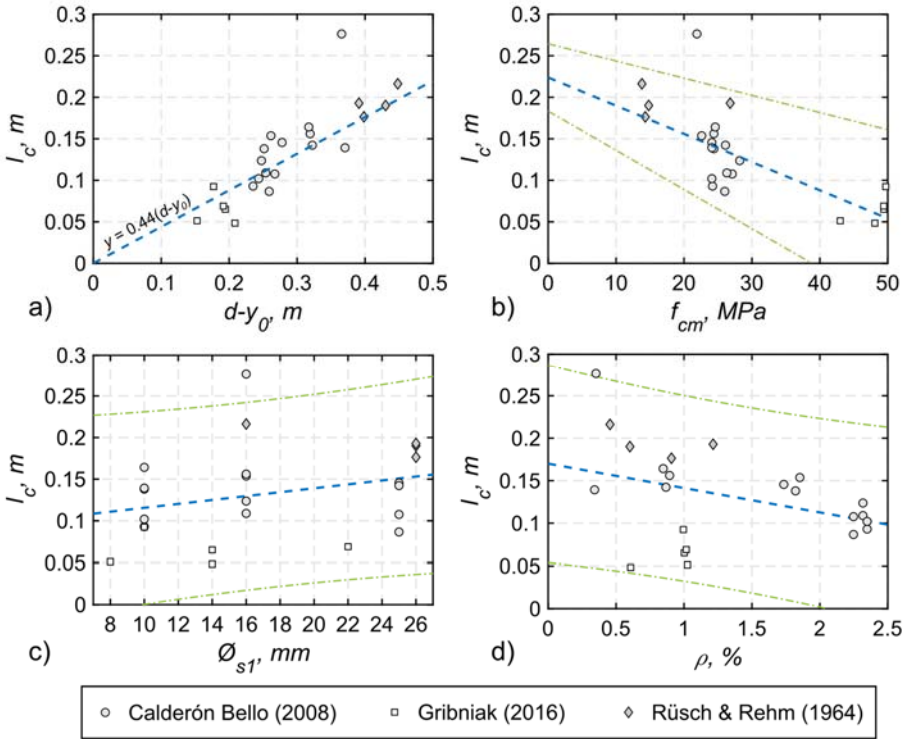 0.3
0.25
0.2
0.15
0.1
0.05
0
l_c, m
y = 0.44(d-y_0)
0 0.1 0.2 0.3 0.4 0.5
a) d-y_0, m
0.3
0.25
0.2
0.15
0.1
0.05
0
l_c, m
0 10 20 30 40 50
b) f_cm, MPa
0.3
0.25
0.2
0.15
0.1
0.05
0
l_c, m
8 10 12 14 16 18 20 22 24 26
c) Ø_s1, mm
0.3
0.25
0.2
0.15
0.1
0.05
0
l_c, m
0 0.5 1 1.5 2 2.5
d) ρ, %
Calderón Bello (2008) Gribniak (2016) Rüsch & Rehm (1964)